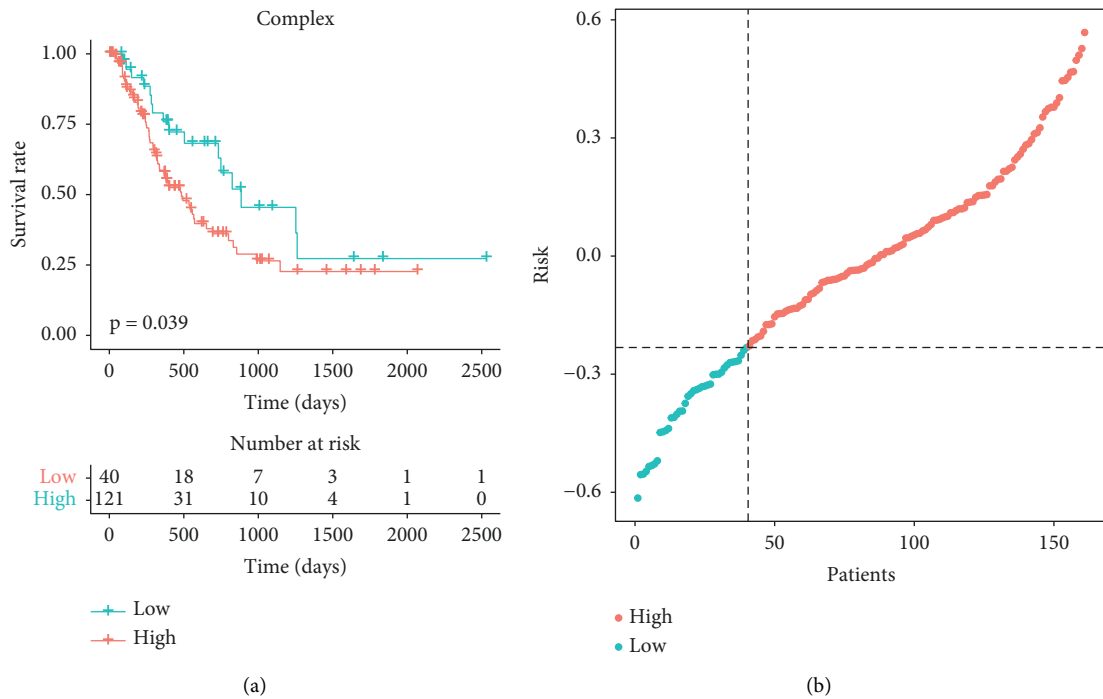 Complex
1.00
0.75
0.50
0.25
0.00
Survival rate
p = 0.039
0 500 1000 1500 2000 2500
Time (days)
Number at risk
Low 40 18 7 3 1 1
High 121 31 10 4 1 0
0 500 1000 1500 2000 2500
Time (days)
Low
High
(a)
0.6
0.3
0.0
−0.3
−0.6
Risk
0 50 100 150
Patients
High
Low
(b)